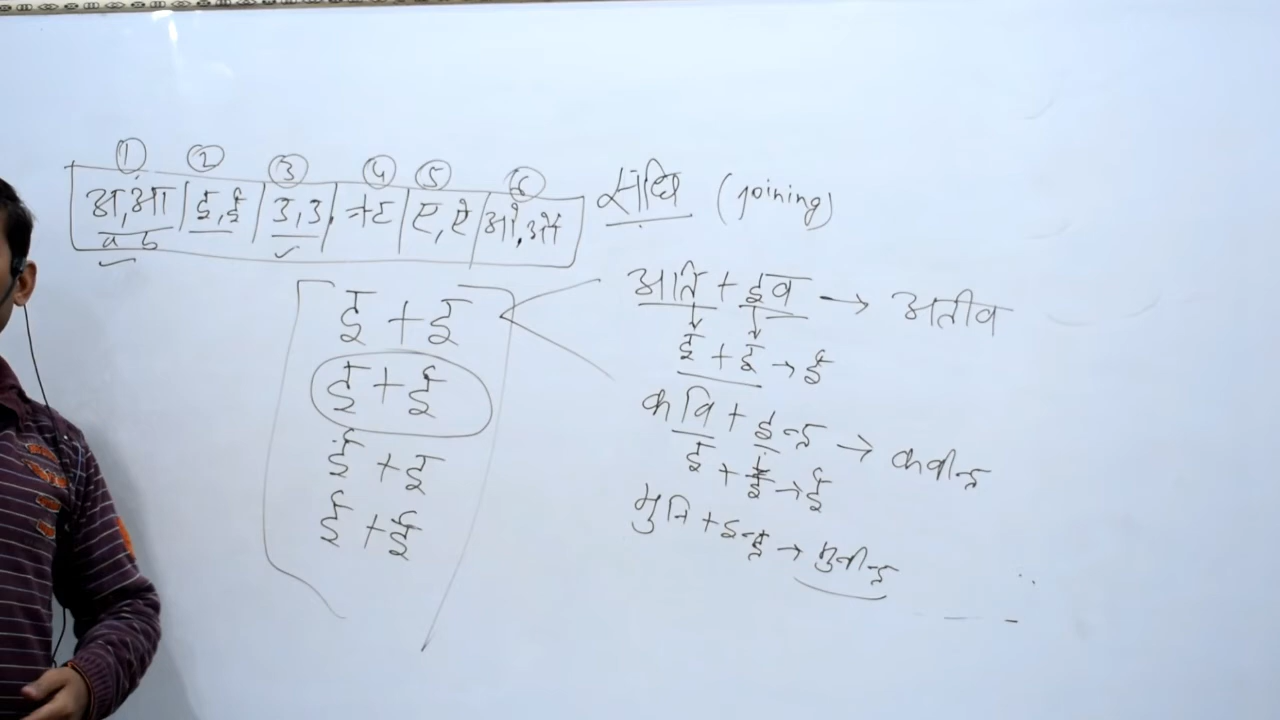 ① ② ③ ④ ⑤ ⑥
अ,आ | इ,ई | उ,उ, | ऋ | ए,ऐ | ओ,औ संधि (joining)
a b
अति + इव → अतीव
इ + इ → ई
कवि + इन्द्र → कवीन्द्र
इ + इ → ई
मुनि + इन्द्र → मुनीन्द्र
इ + इ
इ + ई
ई + इ
ई + ई